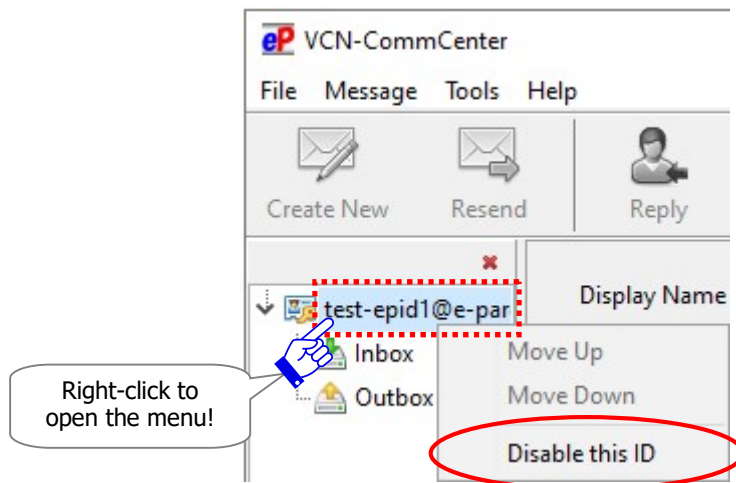 eP VCN-CommCenter
File Message Tools Help
Create New Resend Reply
test-epid1@e-par
Display Name
Inbox
Move Up
Outbox
Move Down
Disable this ID
Right-click to
open the menu!